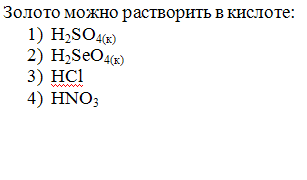 Золото можно растворить в кислоте:
1) H₂SO₄₍к₎
2) H₂SeO₄₍к₎
3) HCl
4) HNO₃